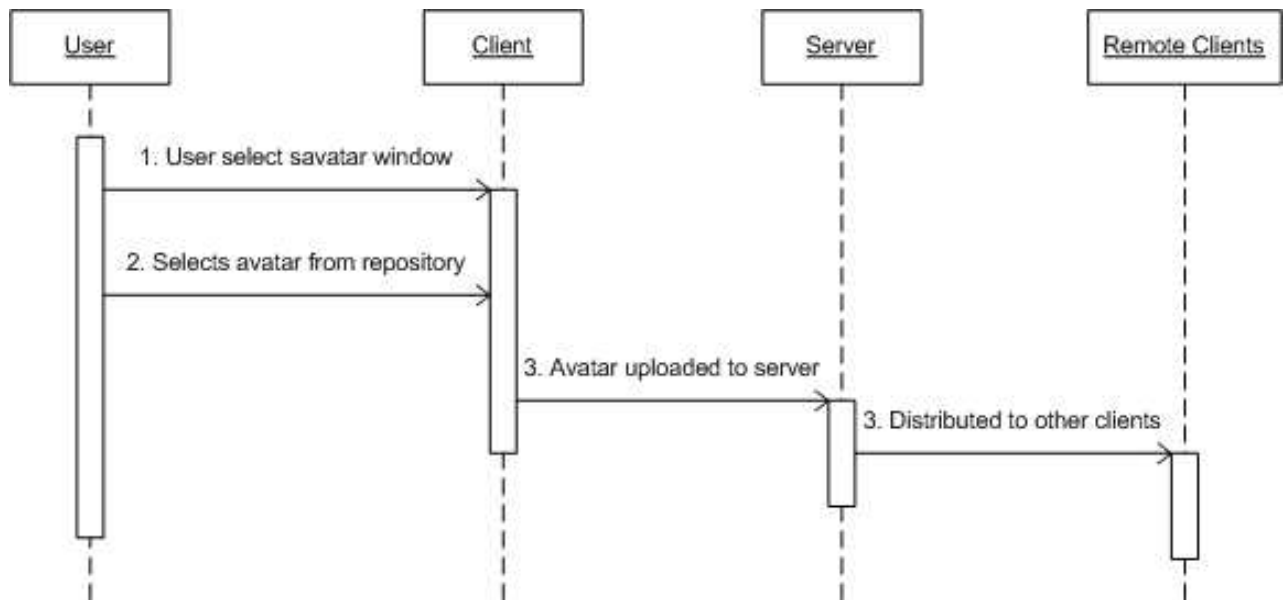 User
Client
Server
Remote Clients
1. User select savatar window
2. Selects avatar from repository
3. Avatar uploaded to server
3. Distributed to other clients